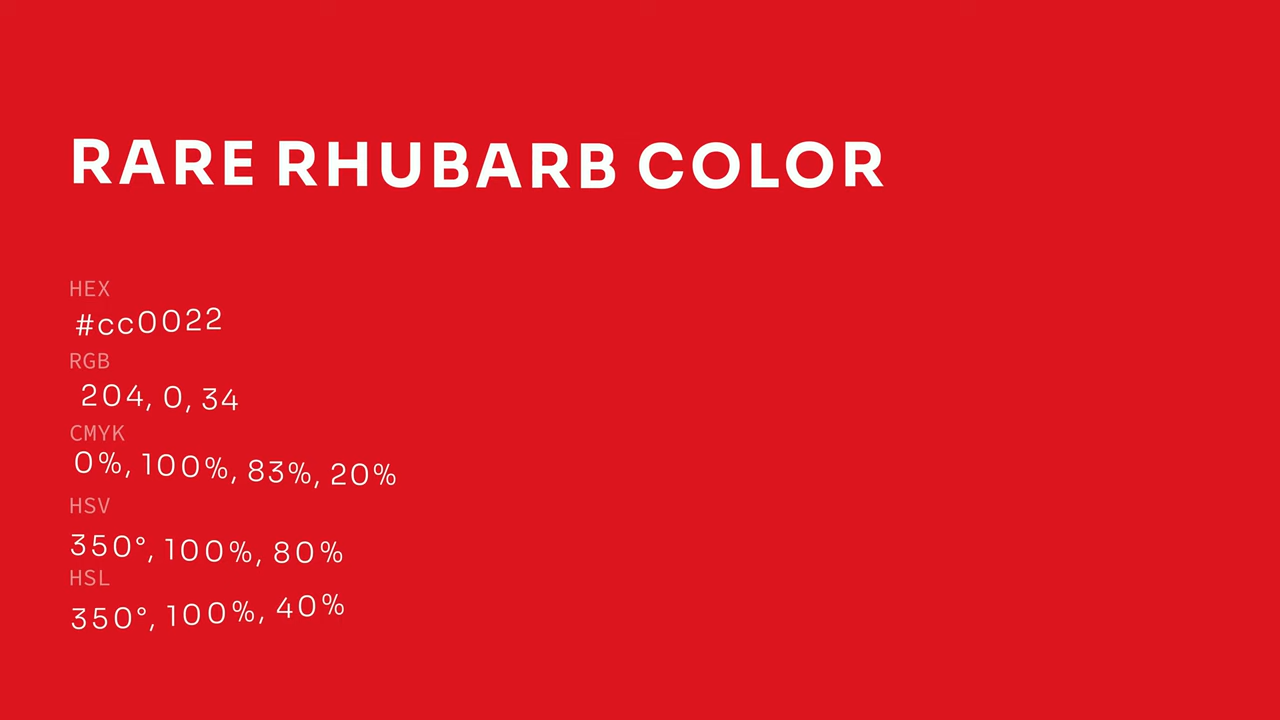 RARE RHUBARB COLOR
HEX
#cc0022
RGB
204, 0, 34
CMYK
0%, 100%, 83%, 20%
HSV
350°, 100%, 80%
HSL
350°, 100%, 40%